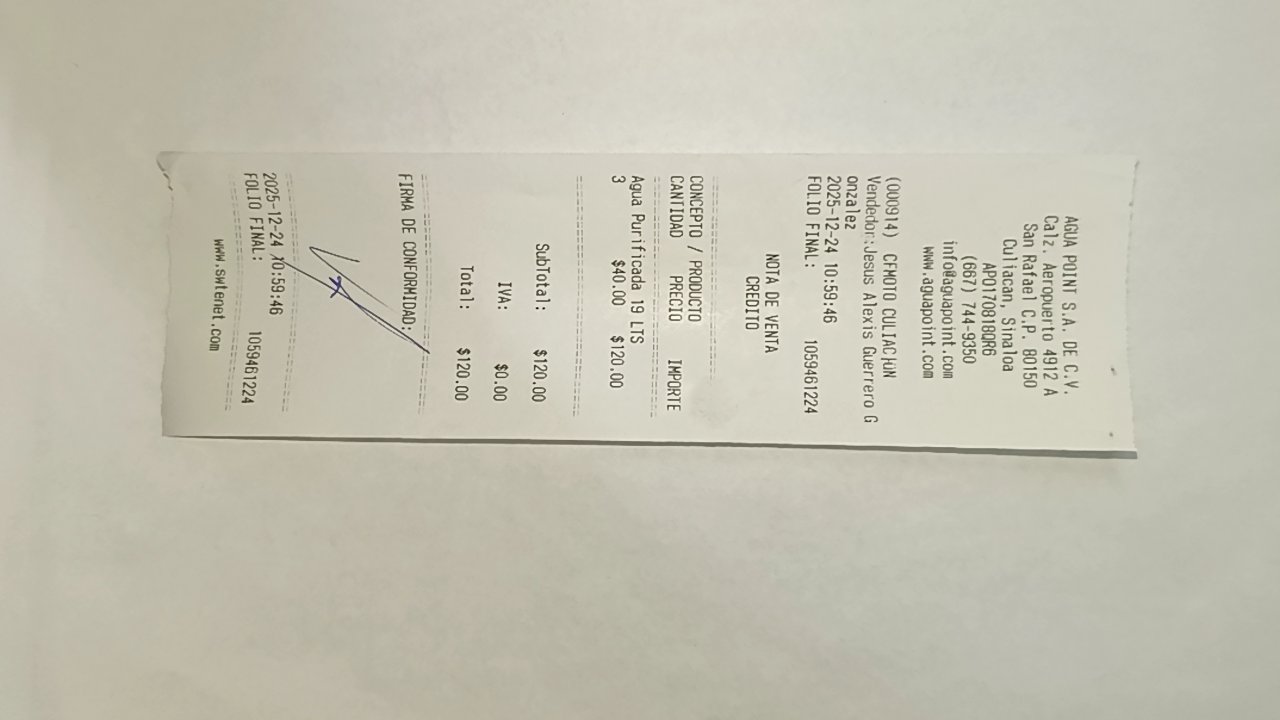 AGUA POINT S.A. DE C.V.
Calz. Aeropuerto 4912 A
San Rafael C.P. 80150
Culiacan, Sinaloa
APO170818QR6
(667) 744-9350
info@aguapoint.com
www.aguapoint.com
(000914) CFMOTO CULIACÚN
Vendedor:Jesus Alexis Guerrero G
onzalez
2025-12-24 10:59:46
FOLIO FINAL: 1059461224
NOTA DE VENTA
CREDITO
CONCEPTO / PRODUCTO
CANTIDAD PRECIO IMPORTE
Agua Purificada 19 LTS
3 $40.00 $120.00
SubTotal: $120.00
IVA: $0.00
Total: $120.00
FIRMA DE CONFORMIDAD:
2025-12-24 10:59:46
FOLIO FINAL: 1059461224
www.swtenet.com